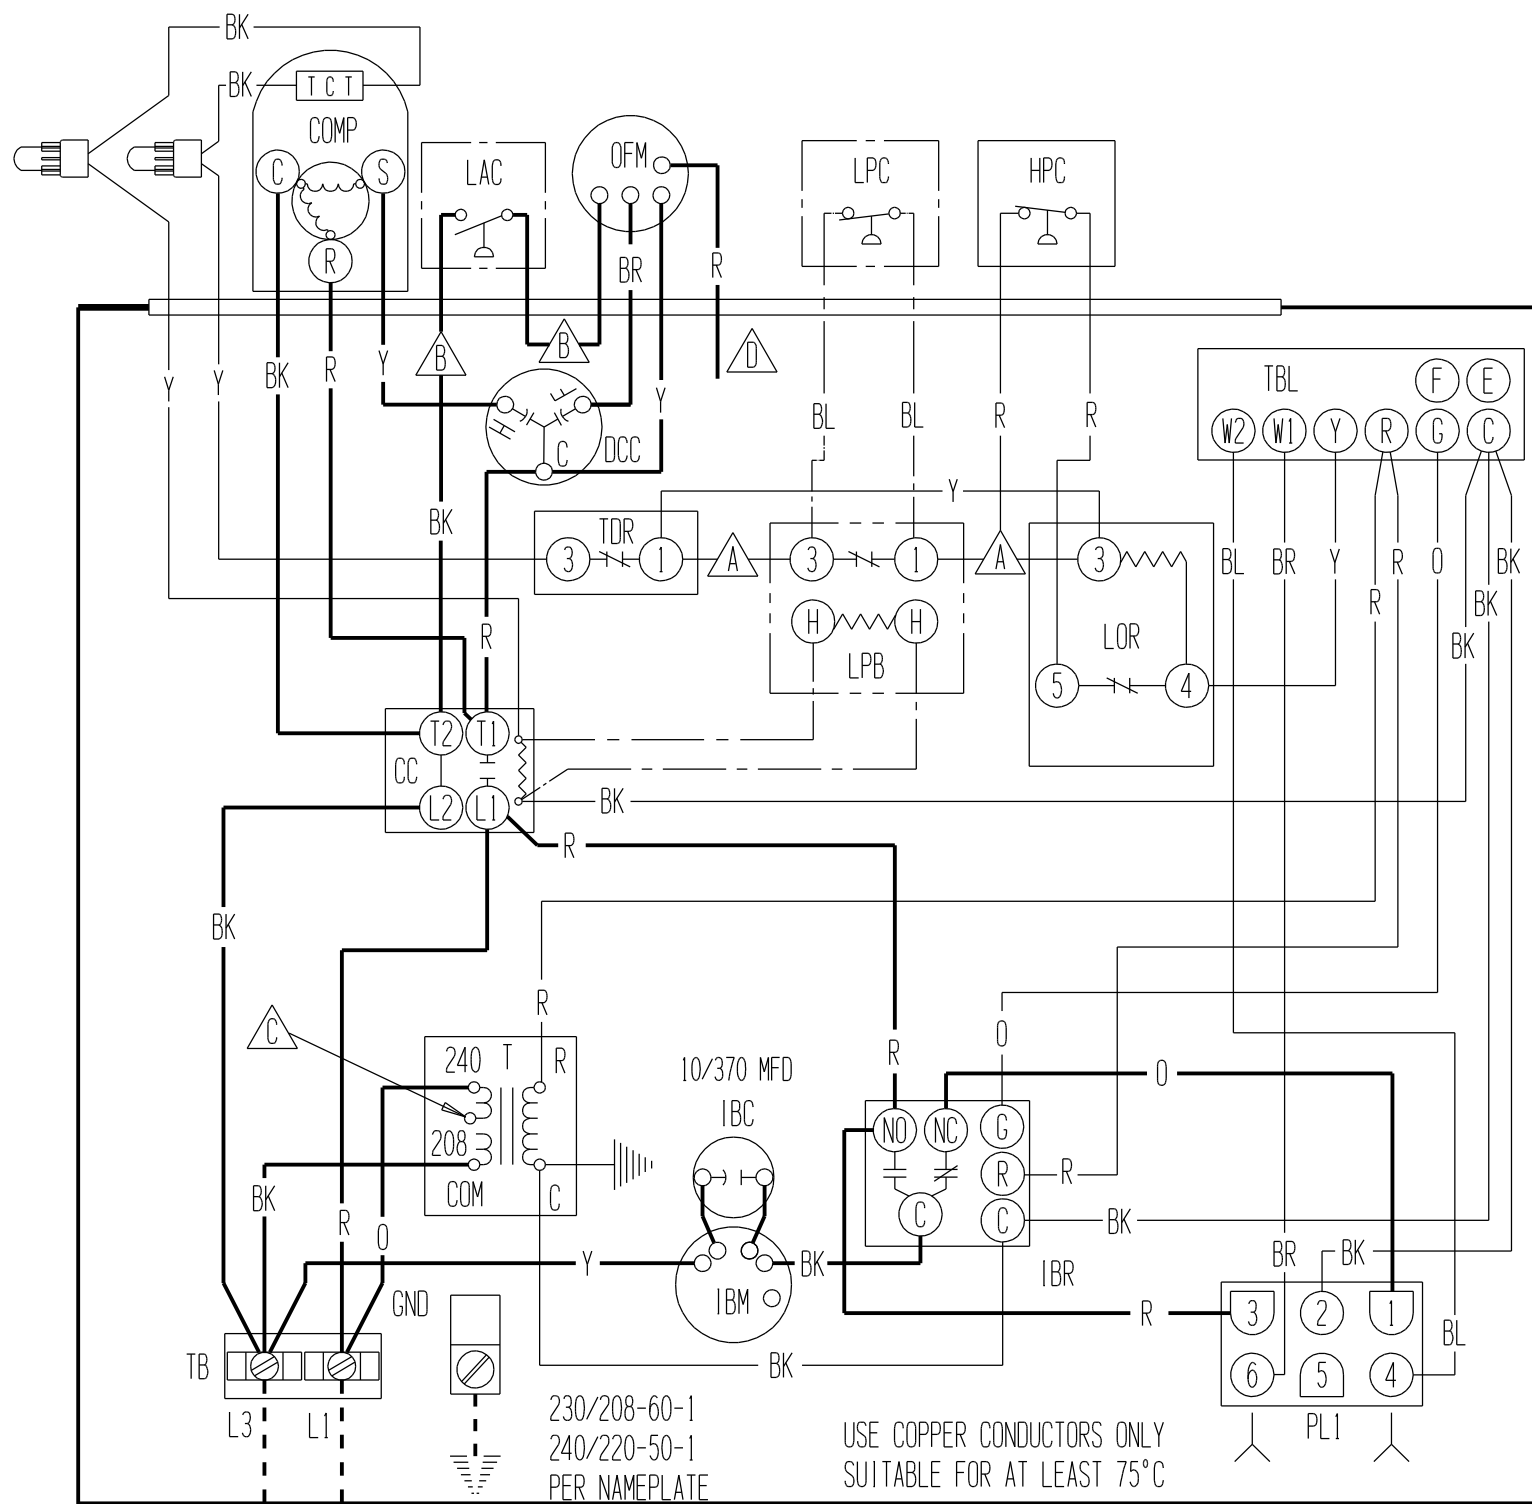 BK
BK
TCT
COMP
C S
R
LAC
OFM
LPC
HPC
BR
R
B
B
D
BK R Y
Y Y
Y
H F
C
DCC
BL BL R R
TBL
F E
W2 W1 Y R G C
BK
TDR
3 1
Y
A
3 1
A
3
H H
LPB
LOR
5 4
BL BR Y R O BK
R BK
BK
R
T2 T1
CC
L2 L1
BK
R
BK
C
R
240 T R
208
COM C
10/370 MFD
IBC
R
O
O
NO NC G
R
C C
R
BK
IBR
BK R O
Y
BK
IBM
BR BK
R
3 2 1
6 5 4
BL
PL1
GND
TB
L3 L1
BK
230/208-60-1
240/220-50-1
PER NAMEPLATE
USE COPPER CONDUCTORS ONLY
SUITABLE FOR AT LEAST 75°C